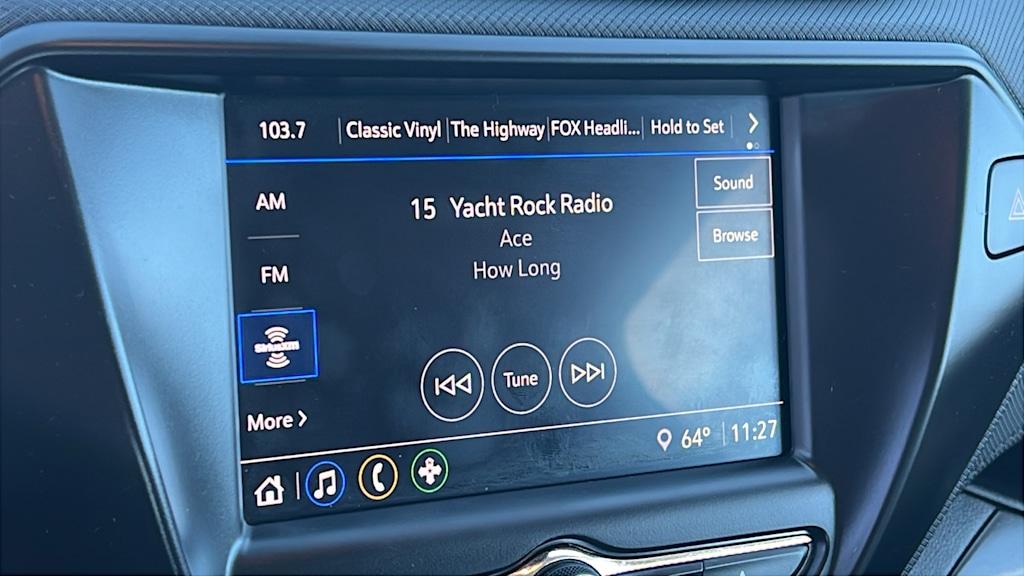 103.7 Classic Vinyl The Highway FOX Headli... Hold to Set
Sound
AM
15 Yacht Rock Radio
Browse
Ace
FM
How Long
SiriusXM
Tune
More
64° 11:27